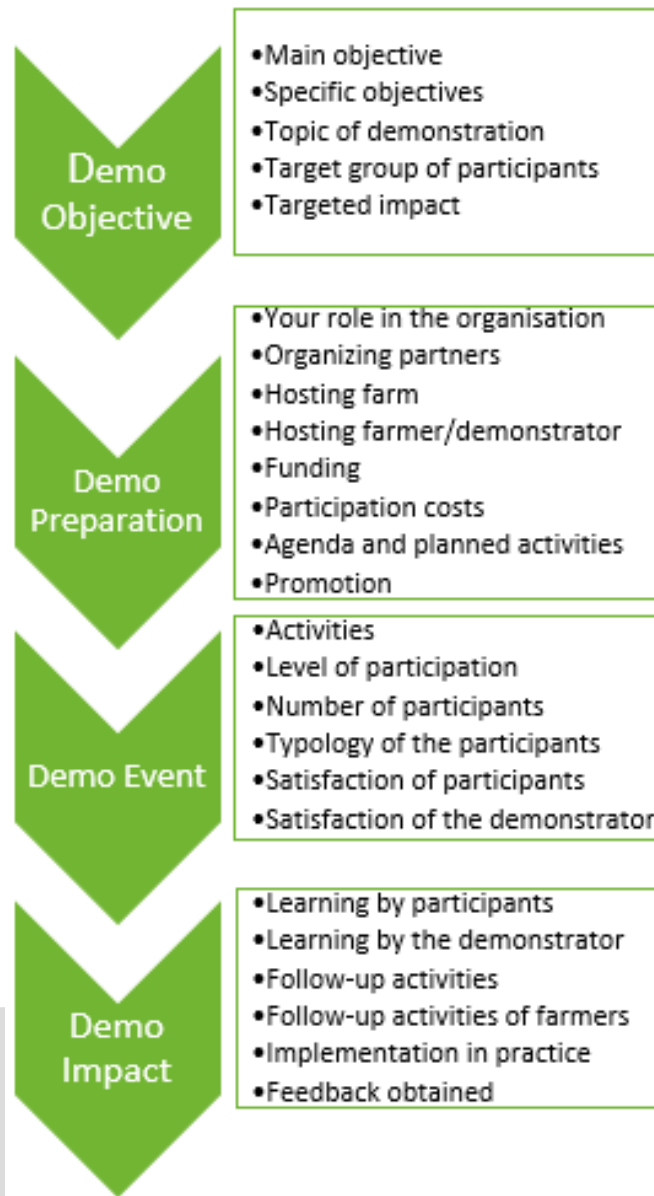 Demo
Objective
•Main objective
•Specific objectives
•Topic of demonstration
•Target group of participants
•Targeted impact
Demo
Preparation
•Your role in the organisation
•Organizing partners
•Hosting farm
•Hosting farmer/demonstrator
•Funding
•Participation costs
•Agenda and planned activities
•Promotion
Demo Event
•Activities
•Level of participation
•Number of participants
•Typology of the participants
•Satisfaction of participants
•Satisfaction of the demonstrator
Demo
Impact
•Learning by participants
•Learning by the demonstrator
•Follow-up activities
•Follow-up activities of farmers
•Implementation in practice
•Feedback obtained